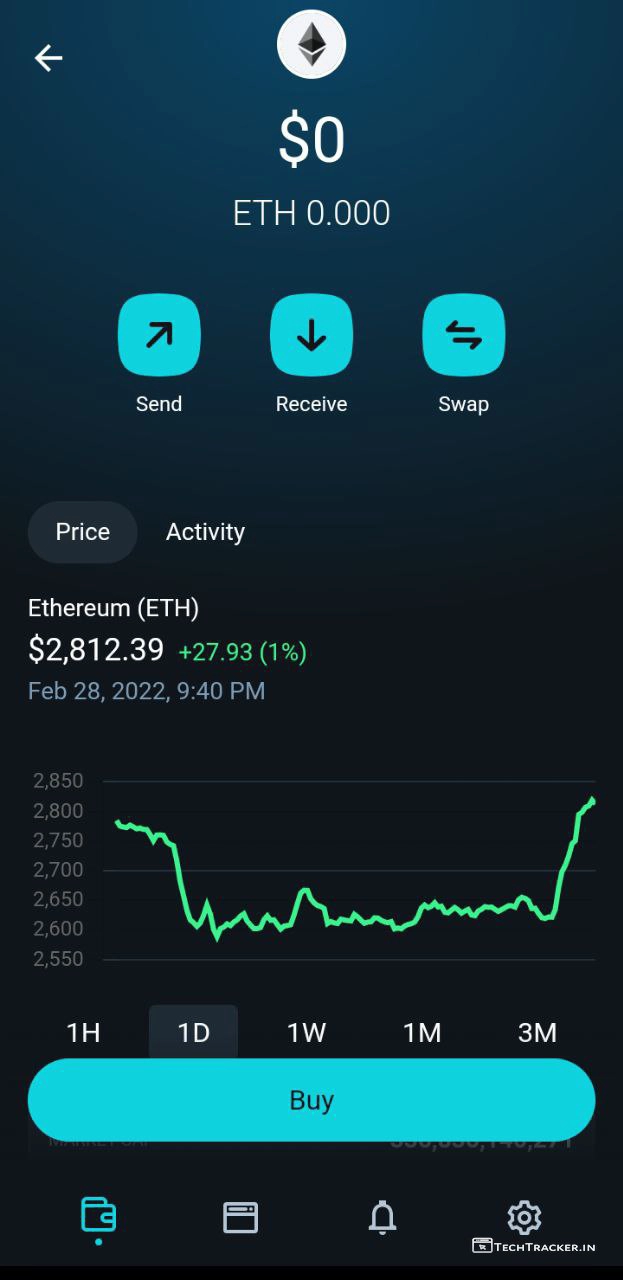 $0
ETH 0.000
Send Receive Swap
Price Activity
Ethereum (ETH)
$2,812.39 +27.93 (1%)
Feb 28, 2022, 9:40 PM
2,850
2,800
2,750
2,700
2,650
2,600
2,550
1H 1D 1W 1M 3M
Buy
TECHTRACKER.IN